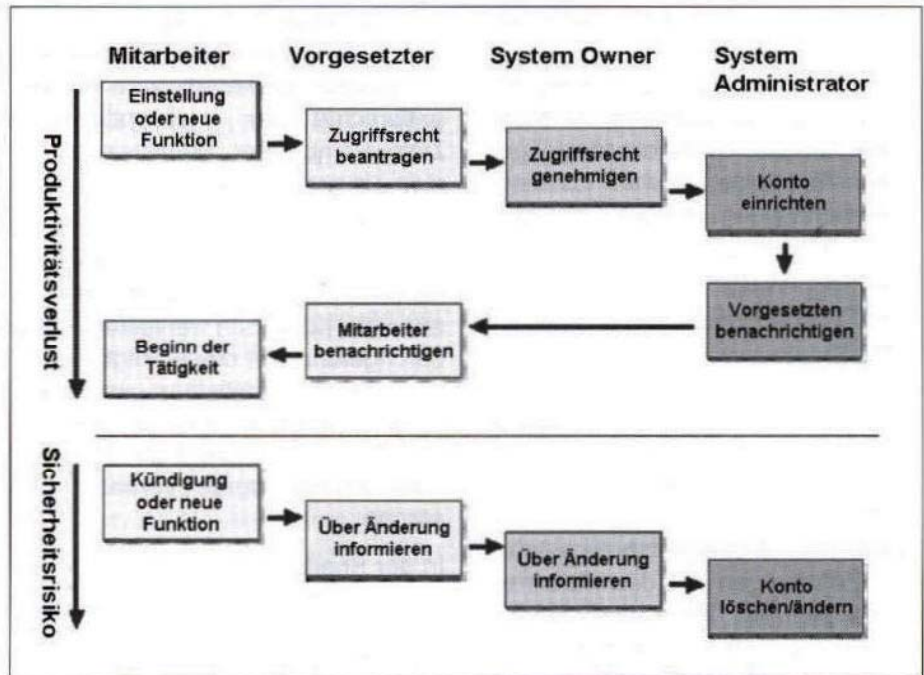 Mitarbeiter
Vorgesetzter
System Owner
System
Administrator
Produktivitätsverlust
Einstellung
oder neue
Funktion
Zugriffsrecht
beantragen
Zugriffsrecht
genehmigen
Konto
einrichten
Vorgesetzten
benachrichtigen
Mitarbeiter
benachrichtigen
Beginn der
Tätigkeit
Sicherheitsrisiko
Kündigung
oder neue
Funktion
Über Änderung
informieren
Über Änderung
informieren
Konto
löschen/ändern